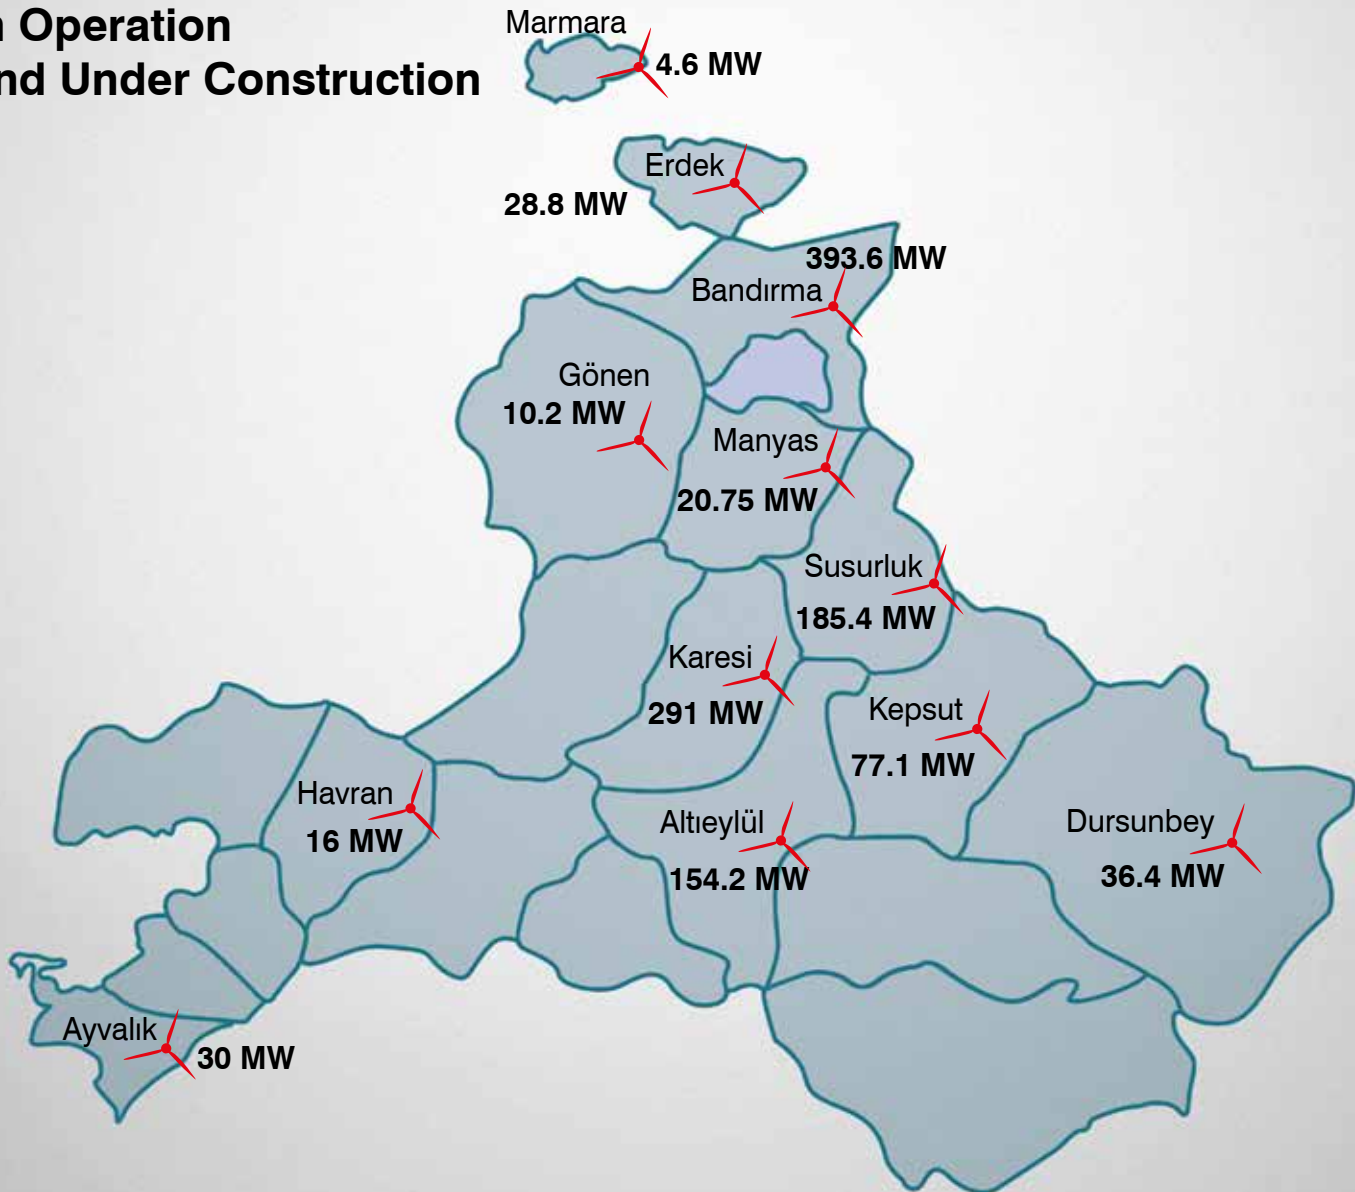 Operation
Under Construction
Marmara
4.6 MW
Erdek
28.8 MW
393.6 MW
Bandırma
Gönen
10.2 MW
Manyas
20.75 MW
Susurluk
185.4 MW
Karesi
291 MW
Kepsut
77.1 MW
Havran
16 MW
Altıeylül
154.2 MW
Dursunbey
36.4 MW
Ayvalık
30 MW